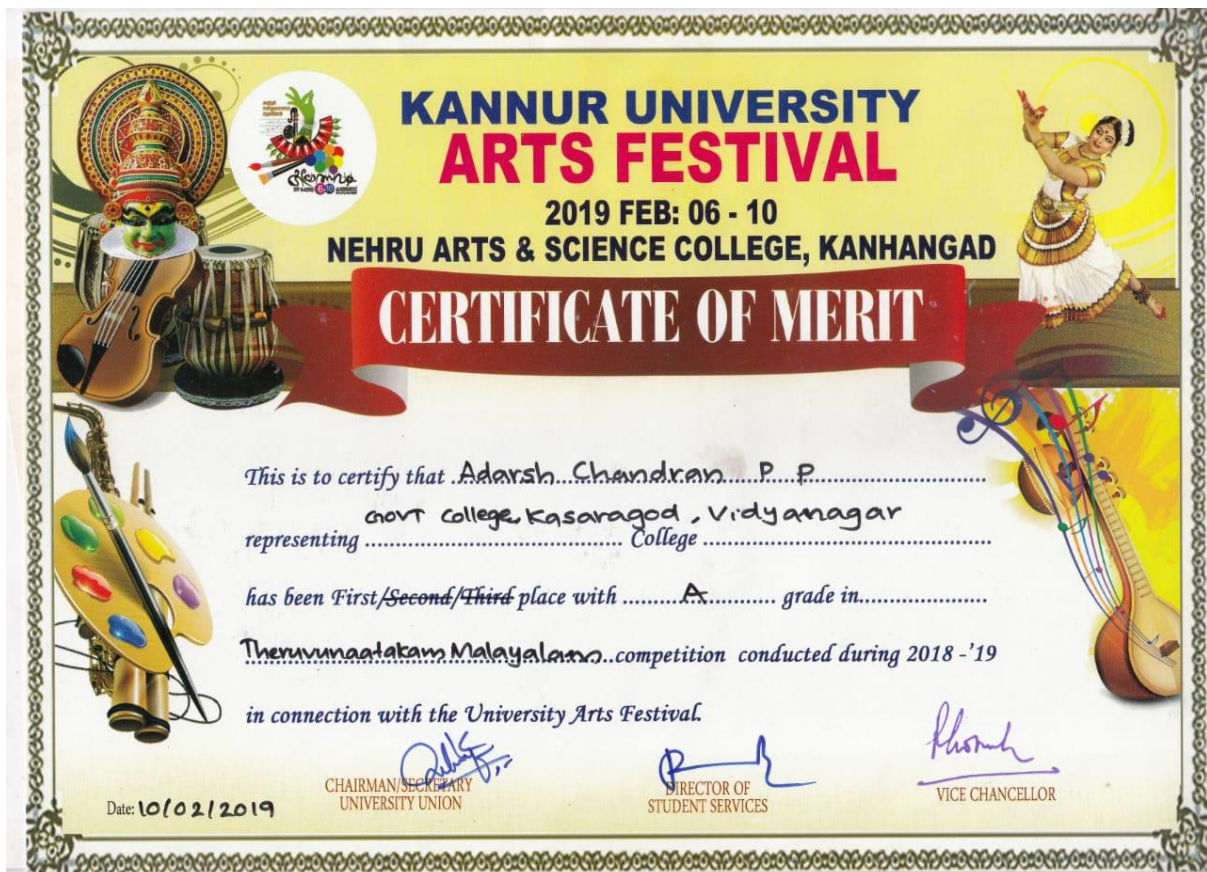 KANNUR UNIVERSITY
ARTS FESTIVAL
2019 FEB: 06 - 10
NEHRU ARTS & SCIENCE COLLEGE, KANHANGAD
CERTIFICATE OF MERIT
This is to certify that Adarsh Chandran P P
Govt College, Kasaragod, Vidyanagar
representing College
has been First/Second/Third place with A grade in
Theruvunaatakam Malayalam competition conducted during 2018 -'19
in connection with the University Arts Festival.
CHAIRMAN/SECRETARY
UNIVERSITY UNION
DIRECTOR OF
STUDENT SERVICES
VICE CHANCELLOR
Date: 10/02/2019